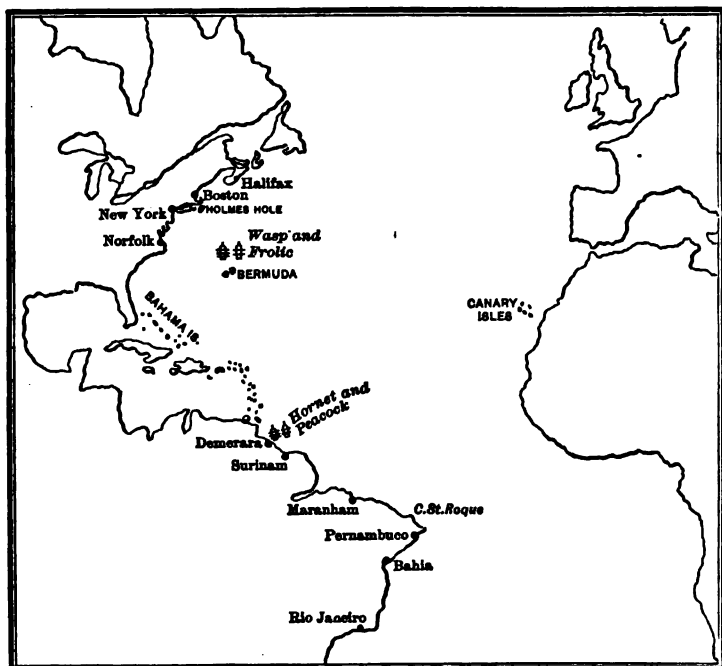 Halifax
Boston
New York
HOLMES HOLE
Norfolk
Wasp and
Frolic
BERMUDA
BAHAMA IS.
CANARY
ISLES
Hornet and
Peacock
Demerara
Surinam
Maranham
C.St.Roque
Pernambuco
Bahia
Rio Janeiro